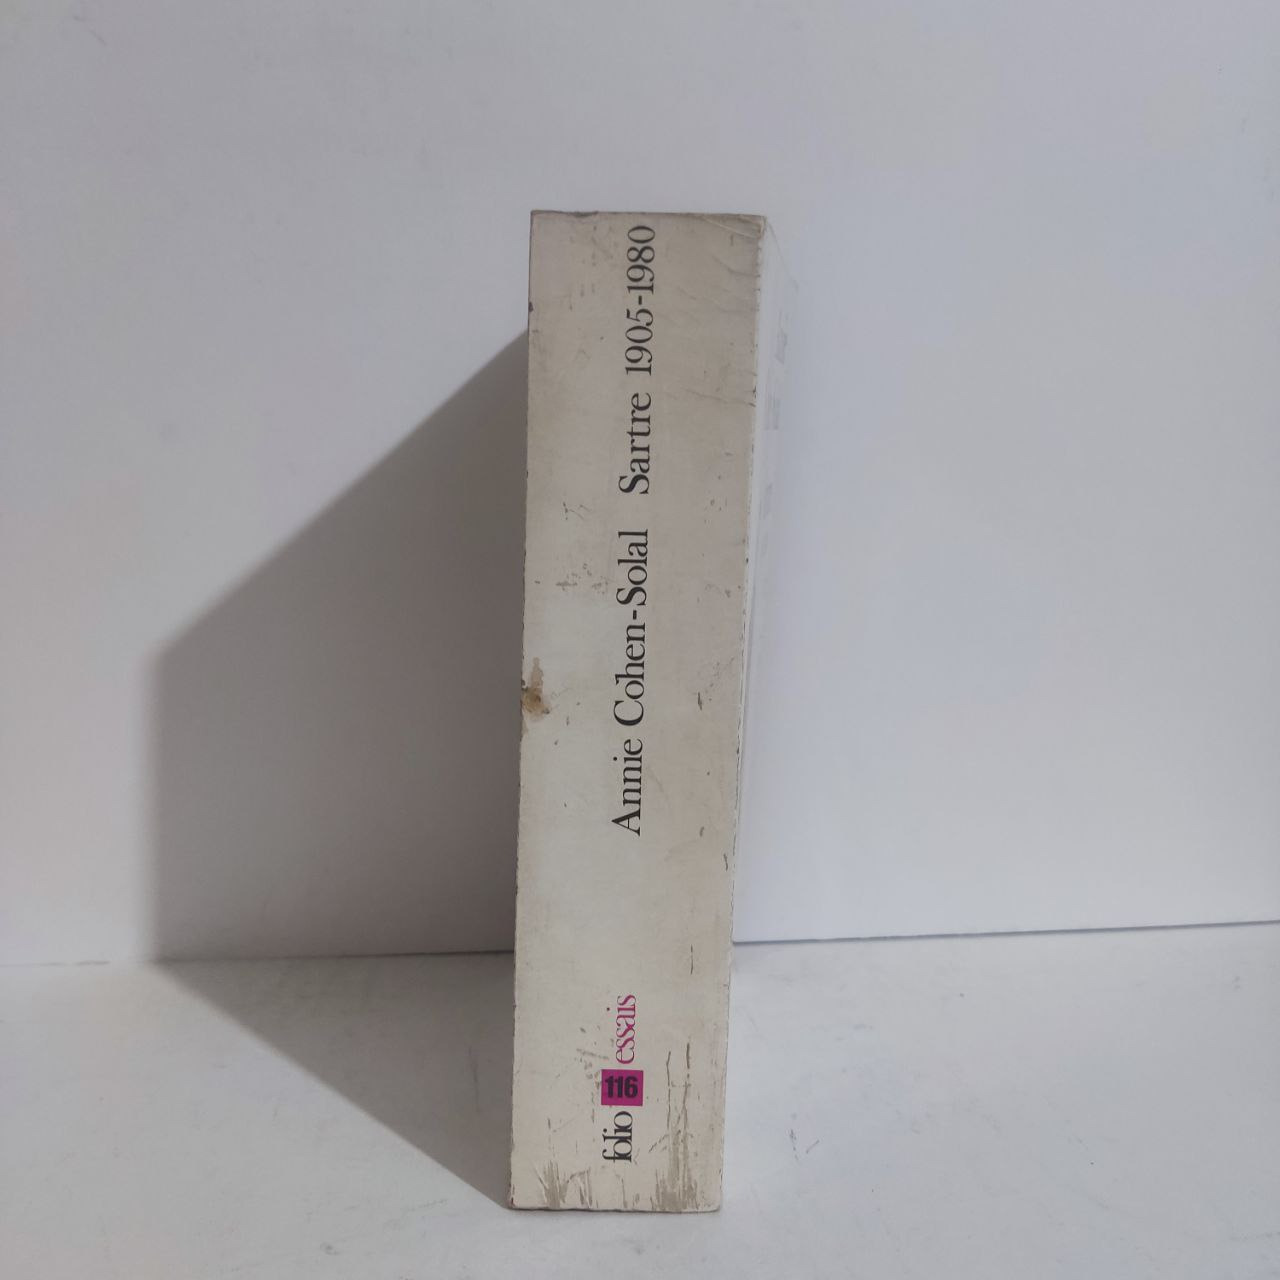 Annie Cohen-Solal Sartre 1905-1980
folio 116 essais